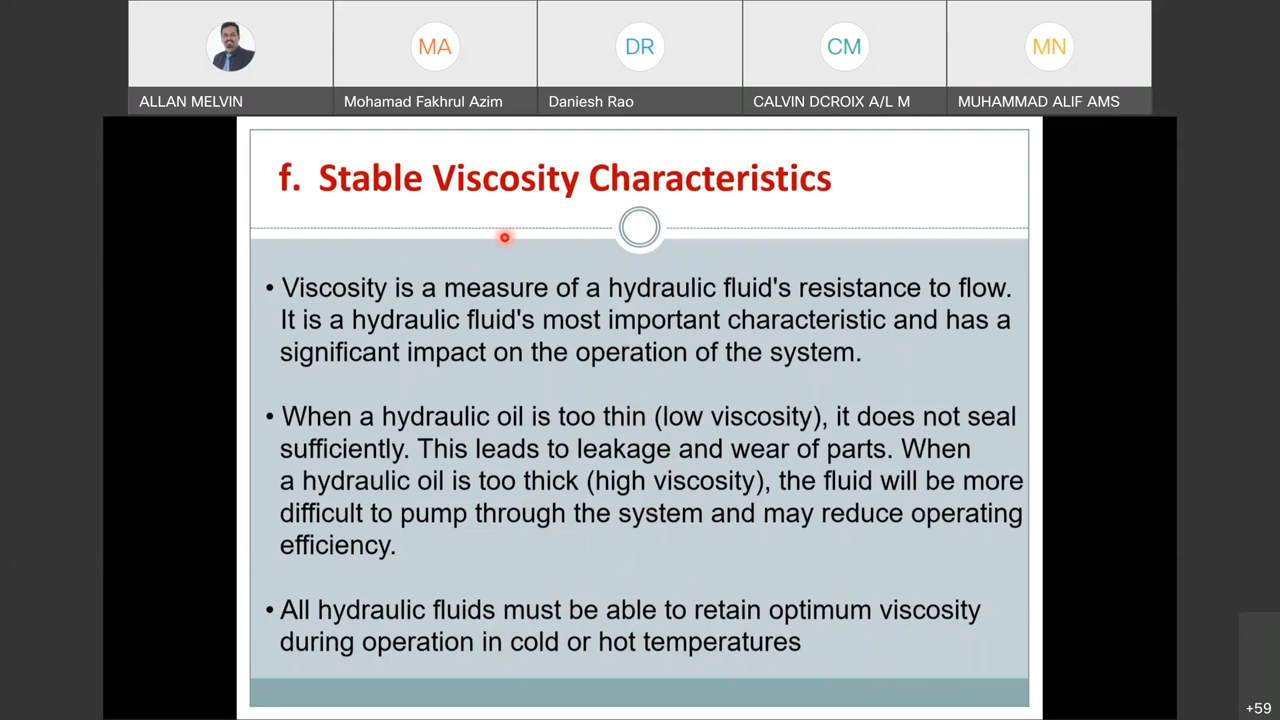 MA
DR
CM
MN
ALLAN MELVIN
Mohamad Fakhrul Azim
Daniesh Rao
CALVIN DCROIX A/L M
MUHAMMAD ALIF AMS
f. Stable Viscosity Characteristics
• Viscosity is a measure of a hydraulic fluid's resistance to flow.
It is a hydraulic fluid's most important characteristic and has a
significant impact on the operation of the system.
• When a hydraulic oil is too thin (low viscosity), it does not seal
sufficiently. This leads to leakage and wear of parts. When
a hydraulic oil is too thick (high viscosity), the fluid will be more
difficult to pump through the system and may reduce operating
efficiency.
• All hydraulic fluids must be able to retain optimum viscosity
during operation in cold or hot temperatures
+59